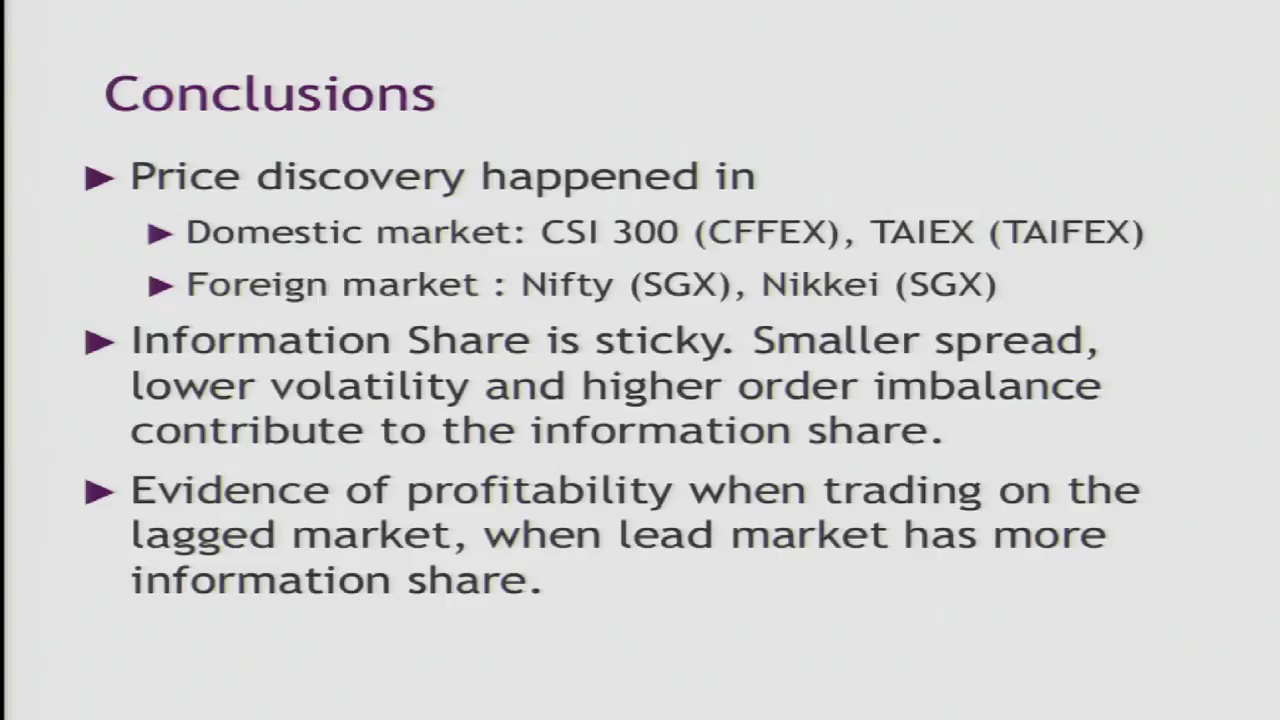 Conclusions
Price discovery happened in
Domestic market: CSI 300 (CFFEX), TAIEX (TAIFEX)
Foreign market : Nifty (SGX), Nikkei (SGX)
Information Share is sticky. Smaller spread,
lower volatility and higher order imbalance
contribute to the information share.
Evidence of profitability when trading on the
lagged market, when lead market has more
information share.